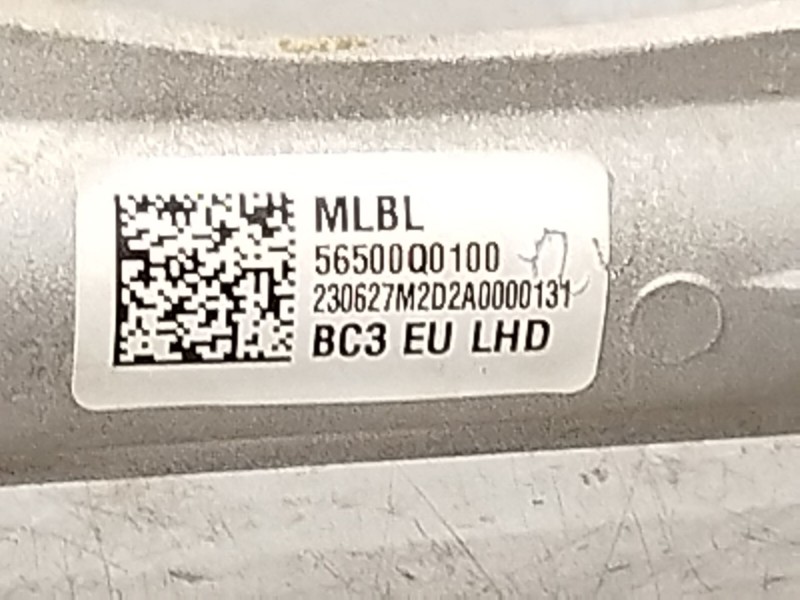 MLBL
56500Q0100
230627M2D2A0000131
BC3 EU LHD